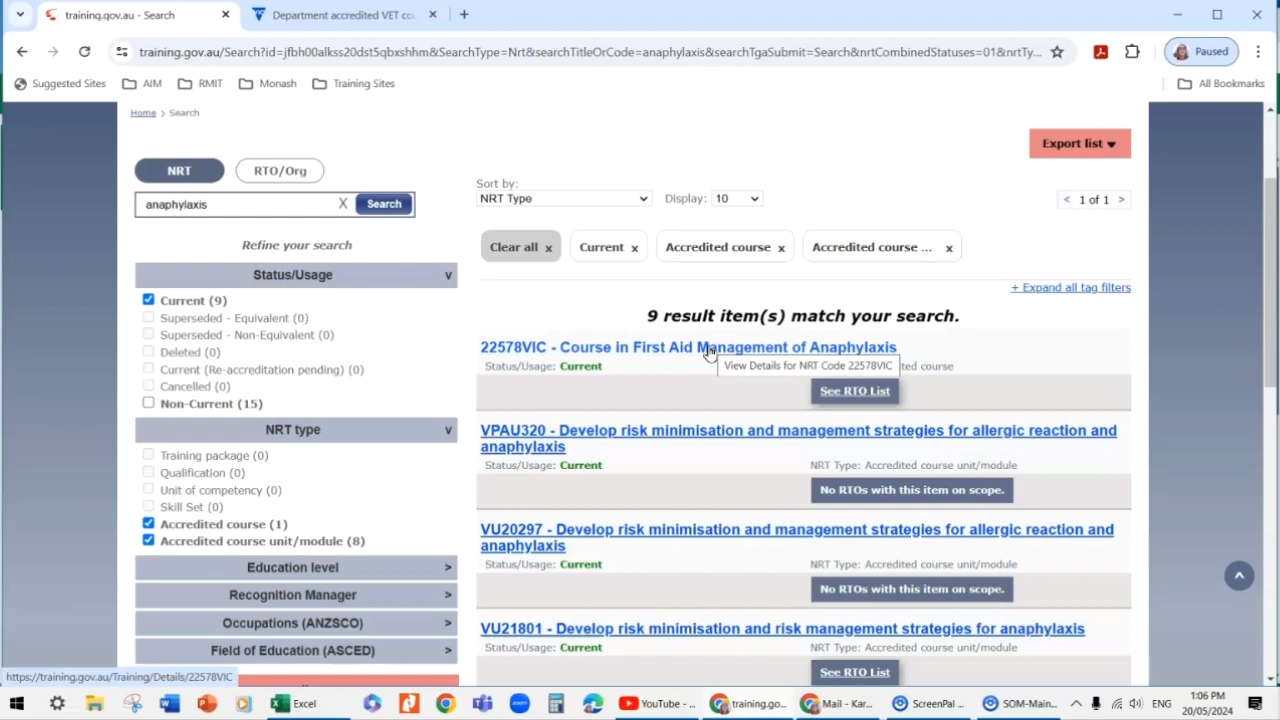 training.gov.au - Search
Department accredited VET cou
training.gov.au/Search?id=jfbh00alkss20dst5qbxshhm&SearchType=Nrt&searchTitleOrCode=anaphylaxis&searchTgaSubmit=Search&nrtCombinedStatuses=01&nrtTy...
Paused
Suggested Sites
AIM
RMIT
Monash
Training Sites
All Bookmarks
Home > Search
Export list
NRT
RTO/Org
Sort by:
NRT Type
Display: 10
< 1 of 1 >
anaphylaxis X Search
Refine your search
Clear all x
Current x
Accredited course x
Accredited course ... x
Status/Usage v
+ Expand all tag filters
Current (9)
Superseded - Equivalent (0)
Superseded - Non-Equivalent (0)
Deleted (0)
Current (Re-accreditation pending) (0)
Cancelled (0)
Non-Current (15)
NRT type v
Training package (0)
Qualification (0)
Unit of competency (0)
Skill Set (0)
Accredited course (1)
Accredited course unit/module (8)
Education level >
Recognition Manager >
Occupations (ANZSCO) >
Field of Education (ASCED) >
9 result item(s) match your search.
22578VIC - Course in First Aid Management of Anaphylaxis
Status/Usage: Current
View Details for NRT Code 22578VIC
ted course
See RTO List
VPAU320 - Develop risk minimisation and management strategies for allergic reaction and
anaphylaxis
Status/Usage: Current
NRT Type: Accredited course unit/module
No RTOs with this item on scope.
VU20297 - Develop risk minimisation and management strategies for allergic reaction and
anaphylaxis
Status/Usage: Current
NRT Type: Accredited course unit/module
No RTOs with this item on scope.
VU21801 - Develop risk minimisation and risk management strategies for anaphylaxis
Status/Usage: Current
NRT Type: Accredited course unit/module
See RTO List
https://training.gov.au/Training/Details/22578VIC
Excel
YouTube - ...
training.go...
Mail - Kar...
ScreenPal ...
SOM-Main...
ENG
1:06 PM
20/05/2024